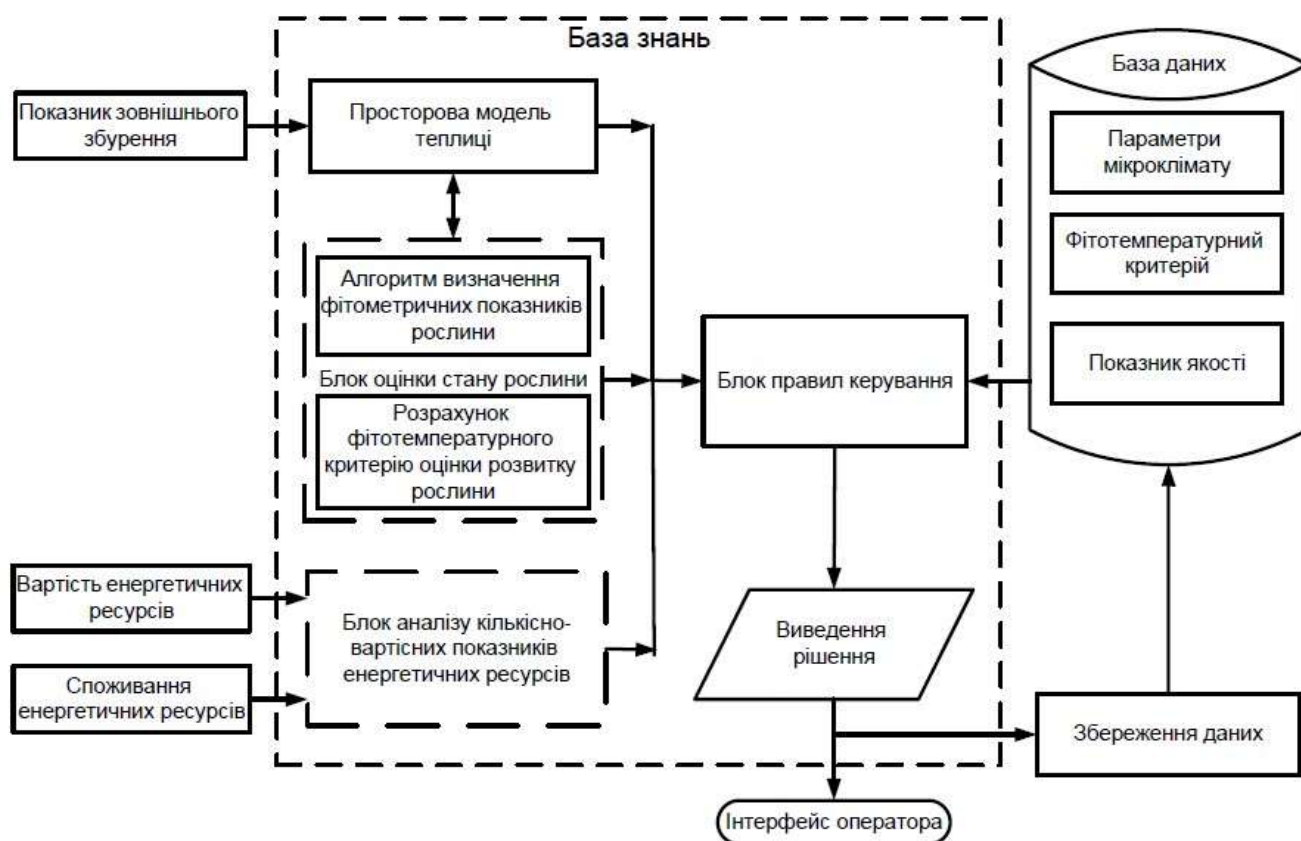 База знань
База даних
Показник зовнішнього
збурення
Просторова модель
теплиці
Параметри
мікроклімату
Фітотемпературний
критерій
Показник якості
Алгоритм визначення
фітометричних показників
рослини
Блок оцінки стану рослини
Розрахунок
фітотемпературного
критерію оцінки розвитку
рослини
Блок правил керування
Вартість енергетичних
ресурсів
Споживання
енергетичних ресурсів
Блок аналізу кількісно-
вартісних показників
енергетичних ресурсів
Виведення
рішення
Збереження даних
Інтерфейс оператора